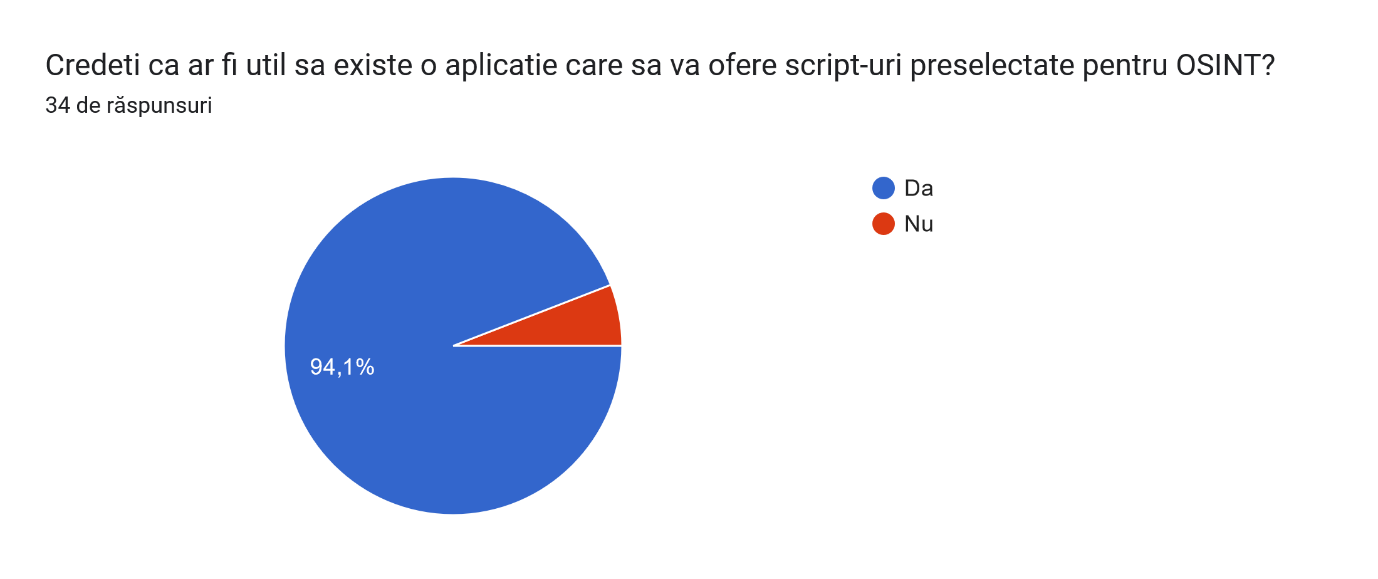 Credeti ca ar fi util sa existe o aplicatie care sa va ofere script-uri preselectate pentru OSINT?
34 de răspunsuri
Da
Nu
94,1%